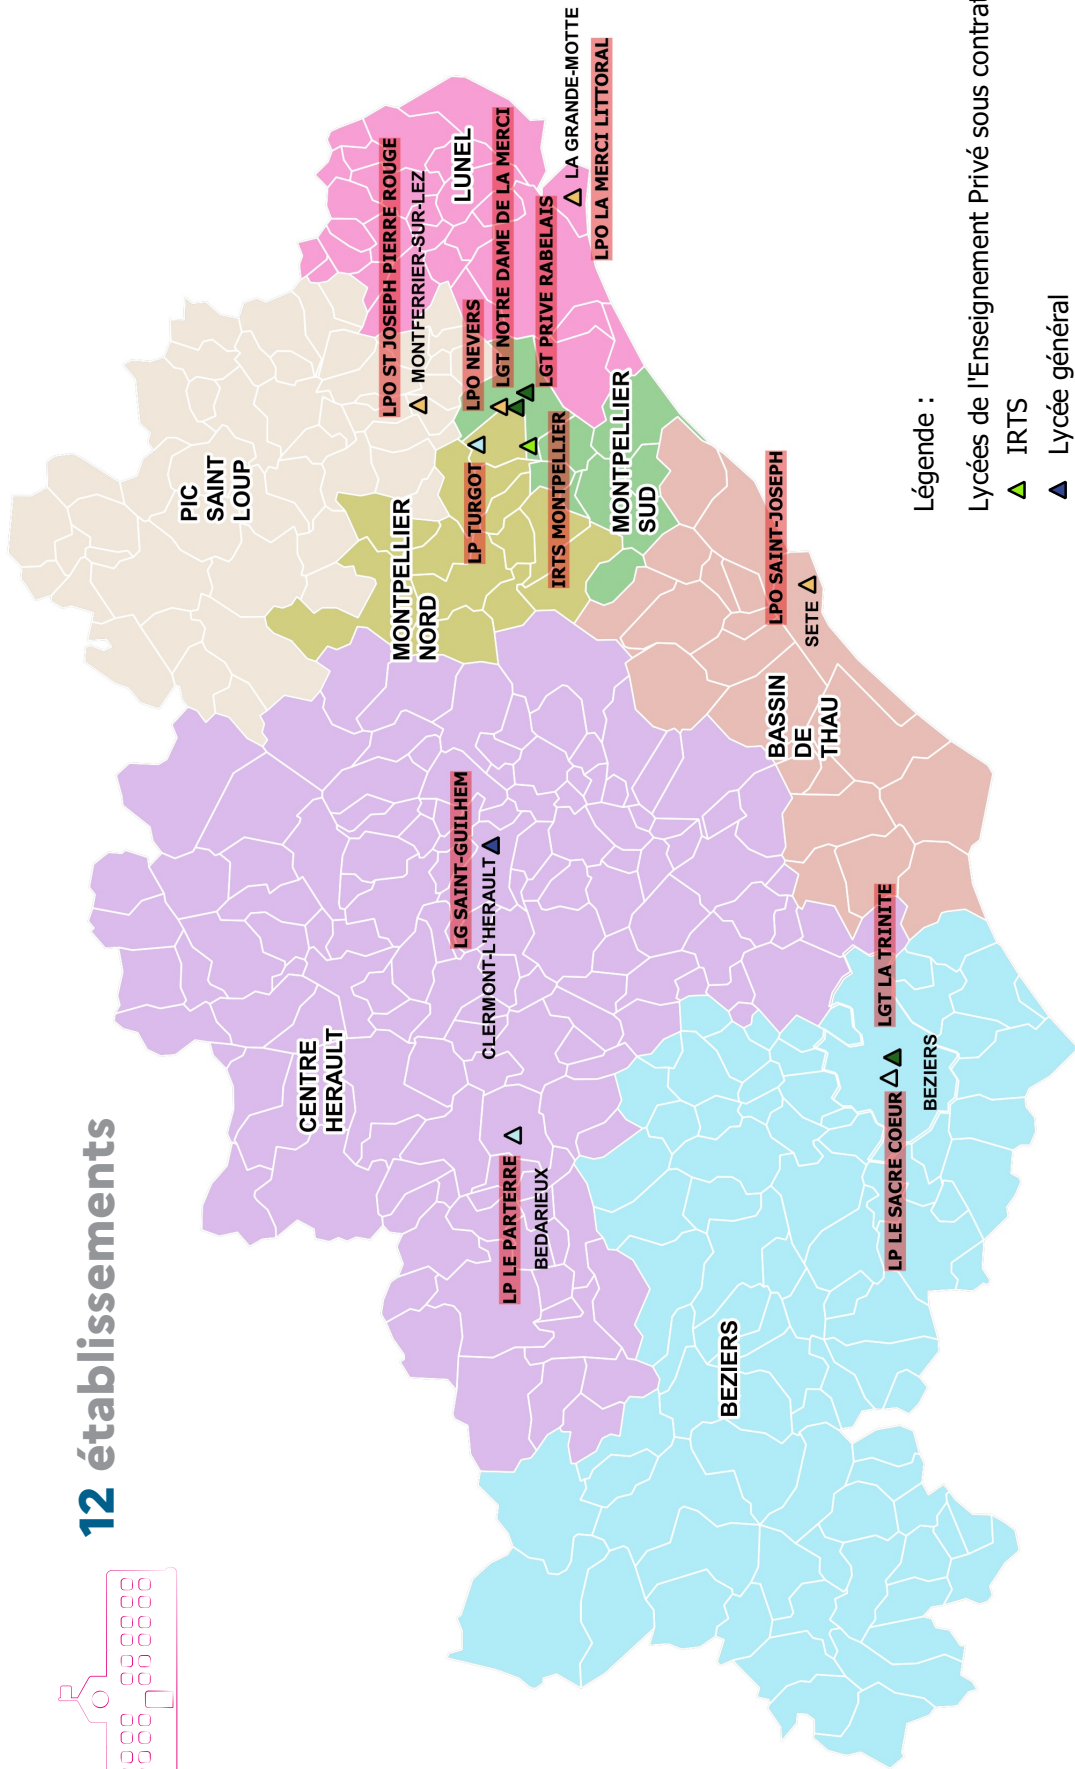 12 établissements
PIC
SAINT
LOUP
CENTRE
HERAULT
LPO ST JOSEPH PIERRE ROUGE
MONTFERRIER-SUR-LEZ
LUNEL
MONTPELLIER
NORD
LPO NEVERS
LGT NOTRE DAME DE LA MERCI
LP TURGOT
LGT PRIVE RABELAIS
IRTS MONTPELLIER
LA GRANDE-MOTTE
LPO LA MERCI LITTORAL
MONTPELLIER
SUD
LG SAINT-GUILHEM
CLERMONT-L'HERAULT
LP LE PARTERRE
BEDARIEUX
LPO SAINT-JOSEPH
SETE
BASSIN
DE
THAU
BEZIERS
LGT LA TRINITE
LP LE SACRE COEUR
BEZIERS
Légende :
Lycées de l'Enseignement Privé sous contrat
IRTS
Lycée général